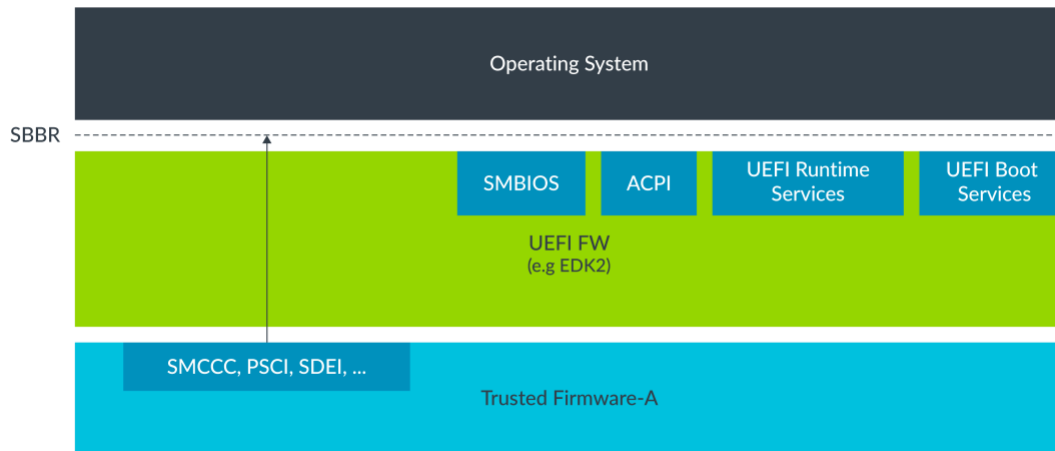 Operating System
SBBR
SMBIOS
ACPI
UEFI Runtime
Services
UEFI Boot
Services
UEFI FW
(e.g EDK2)
SMCCC, PSCI, SDEI, ...
Trusted Firmware-A